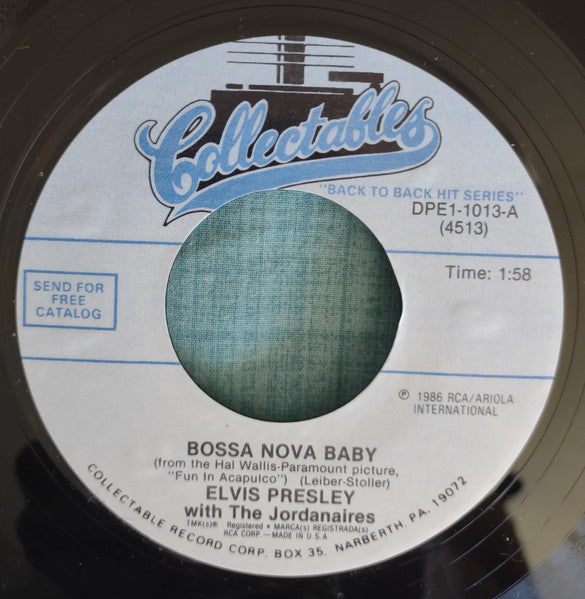 Collectables
"BACK TO BACK HIT SERIES"
DPE1-1013-A
(4513)
SEND FOR
FREE
CATALOG
Time: 1:58
℗ 1986 RCA/ARIOLA
INTERNATIONAL
BOSSA NOVA BABY
(from the Hal Wallis-Paramount picture,
"Fun In Acapulco") (Leiber-Stoller)
ELVIS PRESLEY
with The Jordanaires
TMK(s)® Registered • MARCA(s) REGISTRADA(s)
RCA CORP — MADE IN U.S.A
COLLECTABLE RECORD CORP. BOX 35. NARBERTH PA. 19072